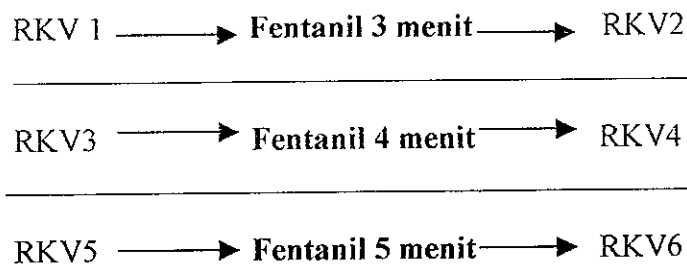 RKV 1 Fentanil 3 menit RKV2
RKV3 Fentanil 4 menit RKV4
RKV5 Fentanil 5 menit RKV6